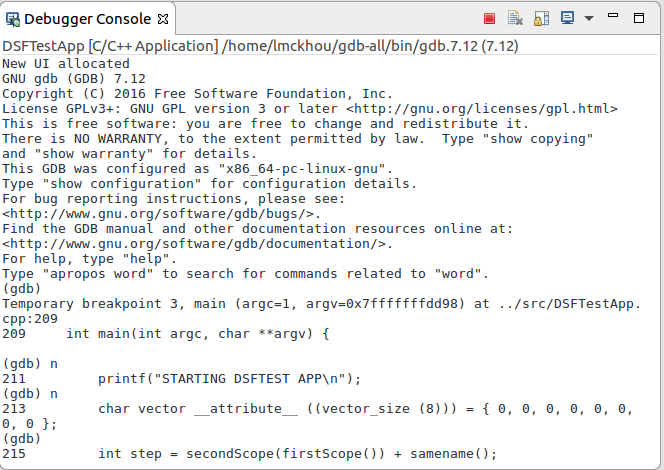 Debugger Console
DSFTestApp [C/C++ Application] /home/lmckhou/gdb-all/bin/gdb.7.12 (7.12)
New UI allocated
GNU gdb (GDB) 7.12
Copyright (C) 2016 Free Software Foundation, Inc.
License GPLv3+: GNU GPL version 3 or later <http://gnu.org/licenses/gpl.html>
This is free software: you are free to change and redistribute it.
There is NO WARRANTY, to the extent permitted by law.  Type "show copying"
and "show warranty" for details.
This GDB was configured as "x86_64-pc-linux-gnu".
Type "show configuration" for configuration details.
For bug reporting instructions, please see:
<http://www.gnu.org/software/gdb/bugs/>.
Find the GDB manual and other documentation resources online at:
<http://www.gnu.org/software/gdb/documentation/>.
For help, type "help".
Type "apropos word" to search for commands related to "word".
(gdb)
Temporary breakpoint 3, main (argc=1, argv=0x7fffffffdd98) at ../src/DSFTestApp.
cpp:209
209     int main(int argc, char **argv) {
(gdb) n
211         printf("STARTING DSFTEST APP\n");
(gdb) n
213         char vector __attribute__ ((vector_size (8))) = { 0, 0, 0, 0, 0, 0,
0, 0 };
(gdb)
215         int step = secondScope(firstScope()) + samename();